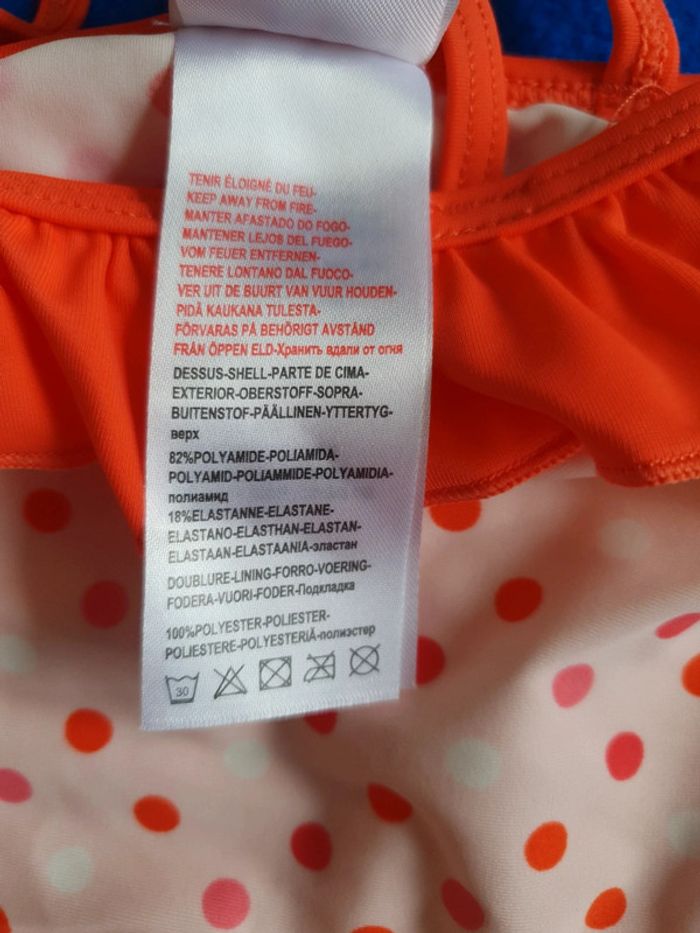 TENIR ÉLOIGNÉ DU FEU-
KEEP AWAY FROM FIRE-
MANTER AFASTADO DO FOGO-
MANTENER LEJOS DEL FUEGO-
VOM FEUER ENTFERNEN-
TENERE LONTANO DAL FUOCO-
VER UIT DE BUURT VAN VUUR HOUDEN-
PIDÄ KAUKANA TULESTA-
FÖRVARAS PÅ BEHÖRIGT AVSTÅND
FRÅN ÖPPEN ELD-Хранить вдали от огня
DESSUS-SHELL-PARTE DE CIMA-
EXTERIOR-OBERSTOFF-SOPRA-
BUITENSTOF-PÄÄLLINEN-YTTERTYG-
верх
82%POLYAMIDE-POLIAMIDA-
POLYAMID-POLIAMMIDE-POLYAMIDIA-
полиамид
18%ELASTANNE-ELASTANE-
ELASTANO-ELASTHAN-ELASTAN-
ELASTAAN-ELASTAANIA-эластан
DOUBLURE-LINING-FORRO-VOERING-
FODERA-VUORI-FODER-Подкладка
100%POLYESTER-POLIESTER-
POLIESTERE-POLYESTERIÄ-полиэстер
30